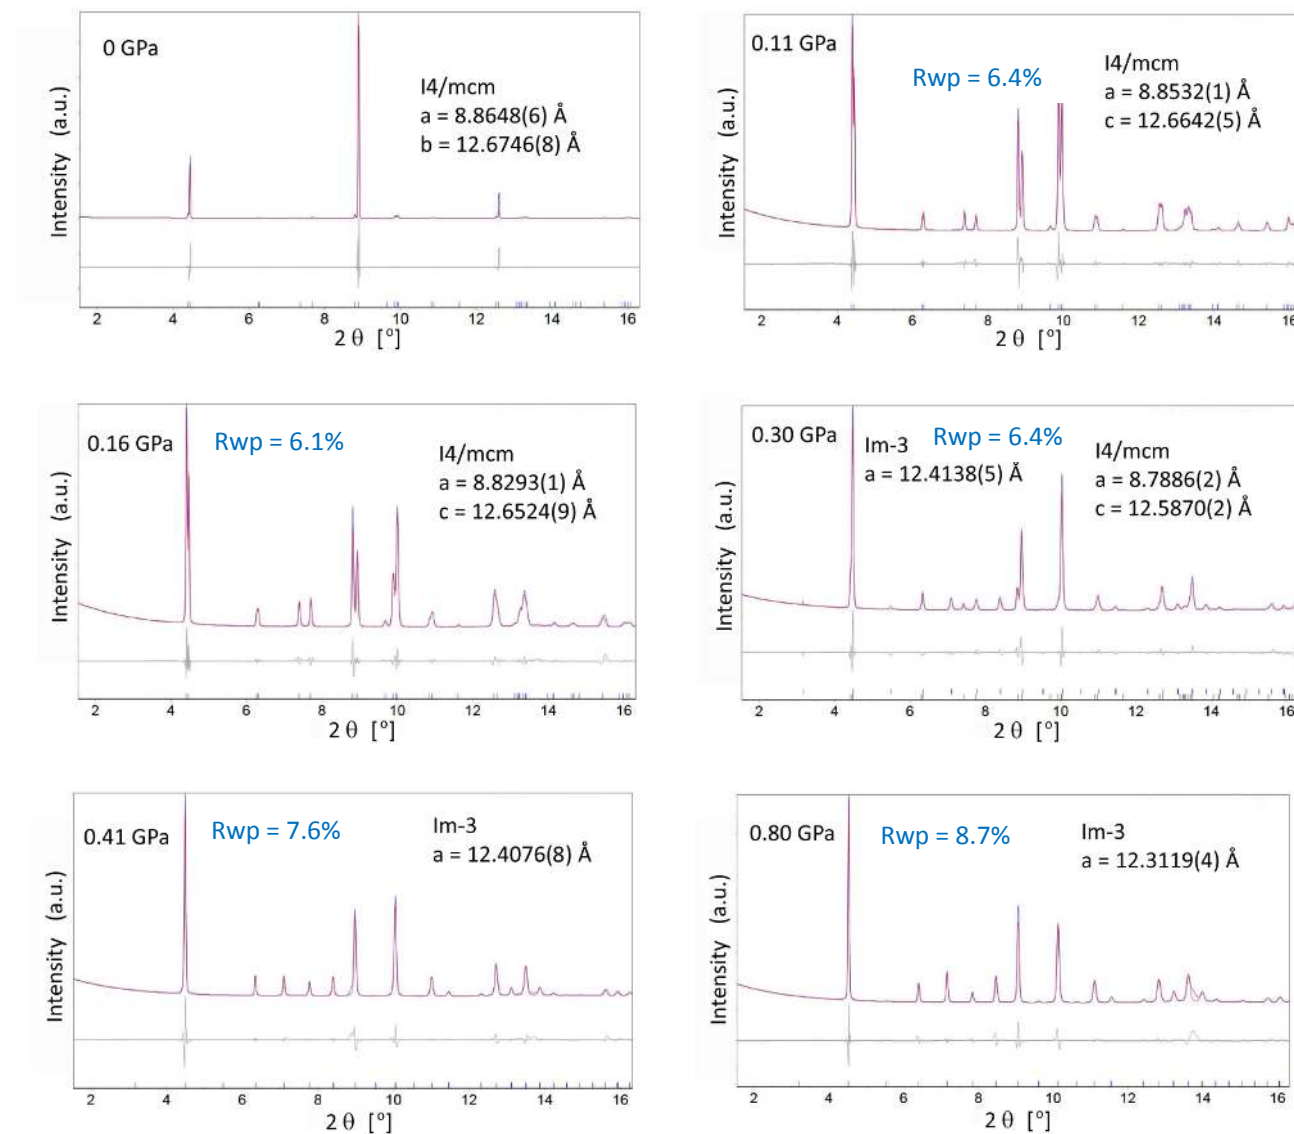 0 GPa
I4/mcm
a = 8.8648(6) Å
b = 12.6746(8) Å
Intensity (a.u.)
2 4 6 8 10 12 14 16
2 θ [°]
0.11 GPa
Rwp = 6.4%
I4/mcm
a = 8.8532(1) Å
c = 12.6642(5) Å
Intensity (a.u.)
2 4 6 8 10 12 14 16
2 θ [°]
0.16 GPa
Rwp = 6.1%
I4/mcm
a = 8.8293(1) Å
c = 12.6524(9) Å
Intensity (a.u.)
2 4 6 8 10 12 14 16
2 θ [°]
0.30 GPa
Rwp = 6.4%
Im-3
a = 12.4138(5) Å
I4/mcm
a = 8.7886(2) Å
c = 12.5870(2) Å
Intensity (a.u.)
2 4 6 8 10 12 14 16
2 θ [°]
0.41 GPa
Rwp = 7.6%
Im-3
a = 12.4076(8) Å
Intensity (a.u.)
2 4 6 8 10 12 14 16
2 θ [°]
0.80 GPa
Rwp = 8.7%
Im-3
a = 12.3119(4) Å
Intensity (a.u.)
2 4 6 8 10 12 14 16
2 θ [°]